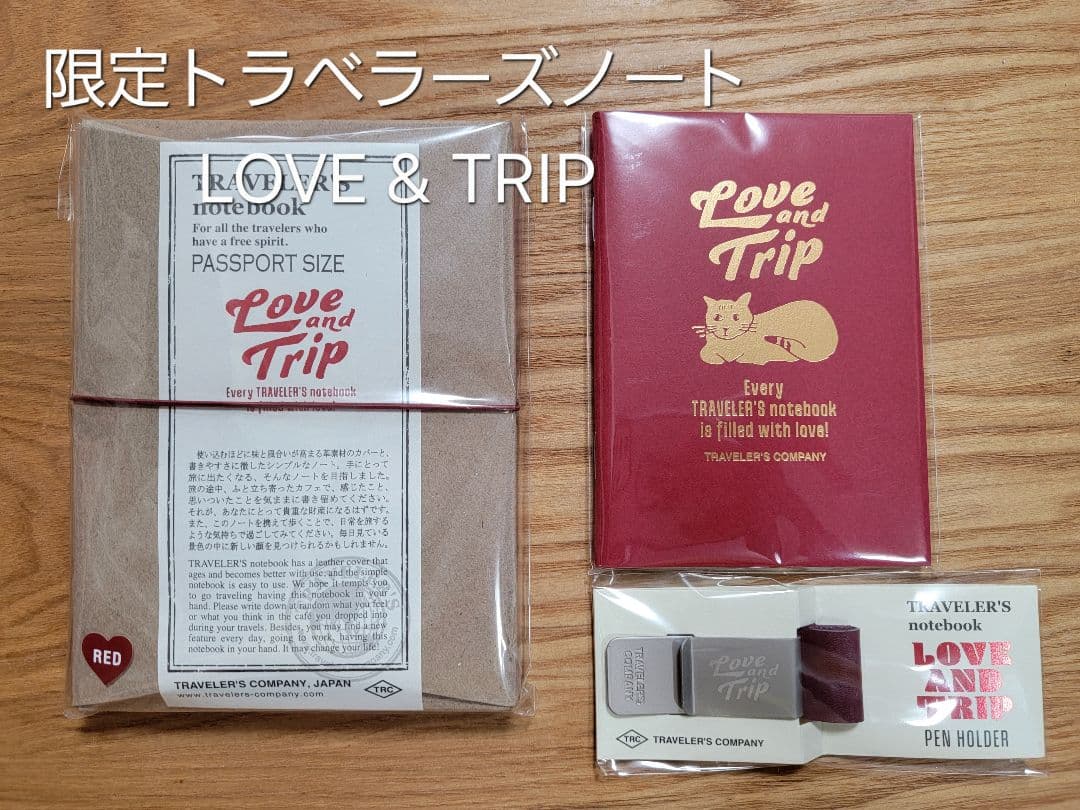 限定トラベラーズノート
LOVE & TRIP
TRAVELER'S
notebook
For all the travelers who
have a free spirit.
PASSPORT SIZE
Love
and
Trip
Every TRAVELER'S notebook
is filled with love!
使い込むほどに味と風合いが高まる革素材のカバーと、
書きやすさに徹したシンプルなノート。手にとって
旅に出たくなる、そんなノートを目指しました。
旅の途中、ふと立ち寄ったカフェで、感じたこと、
思いついたことを気ままに書き留めてください。
それが、あなたにとって貴重な財産になるはずです。
また、このノートを携えて歩くことで、日常を旅する
ような気持ちで過ごしてみてください。毎日見ている
景色の中に新しい顔を見つけられるかもしれません。
TRAVELER'S notebook has a leather cover that
ages and becomes better with use, and the simple
notebook is easy to use. We hope it tempts you
to go traveling having this notebook in your
hand. Please write down at random what you feel
or what you think in the café you dropped into
during your travels. Besides, you may find a new
feature every day, going to work, having this
notebook in your hand. It may change your life!
RED
TRAVELER'S COMPANY, JAPAN
www.travelers-company.com
TRC
Love
and
Trip
Every
TRAVELER'S notebook
is filled with love!
TRAVELER'S COMPANY
TRAVELER'S
COMPANY
Love
and
Trip
TRC TRAVELER'S COMPANY
TRAVELER'S
notebook
LOVE
AND
TRIP
PEN HOLDER